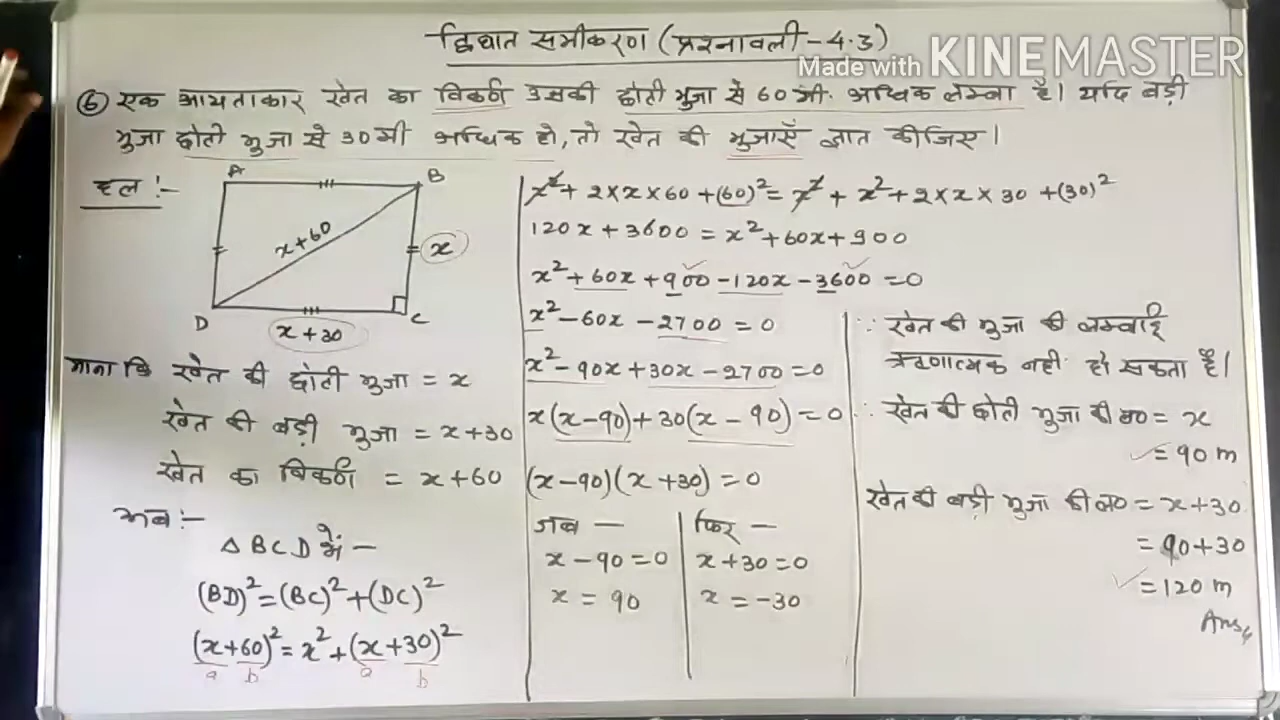 द्विघात समीकरण (प्रश्नावली-4.3)
Made with KINEMASTER
⑥ एक आयताकार खेत का विकर्ण उसकी छोटी भुजा से 60 मी. अधिक लम्बा है। यदि बड़ी
भुजा छोटी भुजा से 30 मी अधिक हो, तो खेत की भुजाएँ ज्ञात कीजिए।
हल :-
A
B
x+60
x
D
C
x+30
माना कि खेत की छोटी भुजा = x
खेत की बड़ी भुजा = x+30
खेत का विकर्ण = x+60
अब :-
△BCD में —
(BD)² = (BC)² + (DC)²
(x+60)² = x² + (x+30)²
a b a b
x² + 2×x×60 + (60)² = x² + x² + 2×x×30 + (30)²
120x + 3600 = x² + 60x + 900
x² + 60x + 900 - 120x - 3600 = 0
x² - 60x - 2700 = 0
x² - 90x + 30x - 2700 = 0
x(x-90) + 30(x-90) = 0
(x-90)(x+30) = 0
जब —
x - 90 = 0
x = 90
फिर —
x + 30 = 0
x = -30
∵ खेत की भुजा की लम्बाई
ऋणात्मक नहीं हो सकता है।
∴ खेत की छोटी भुजा की ल० = x
= 90 m
खेत की बड़ी भुजा की ल० = x+30
= 90+30
= 120 m
Ans